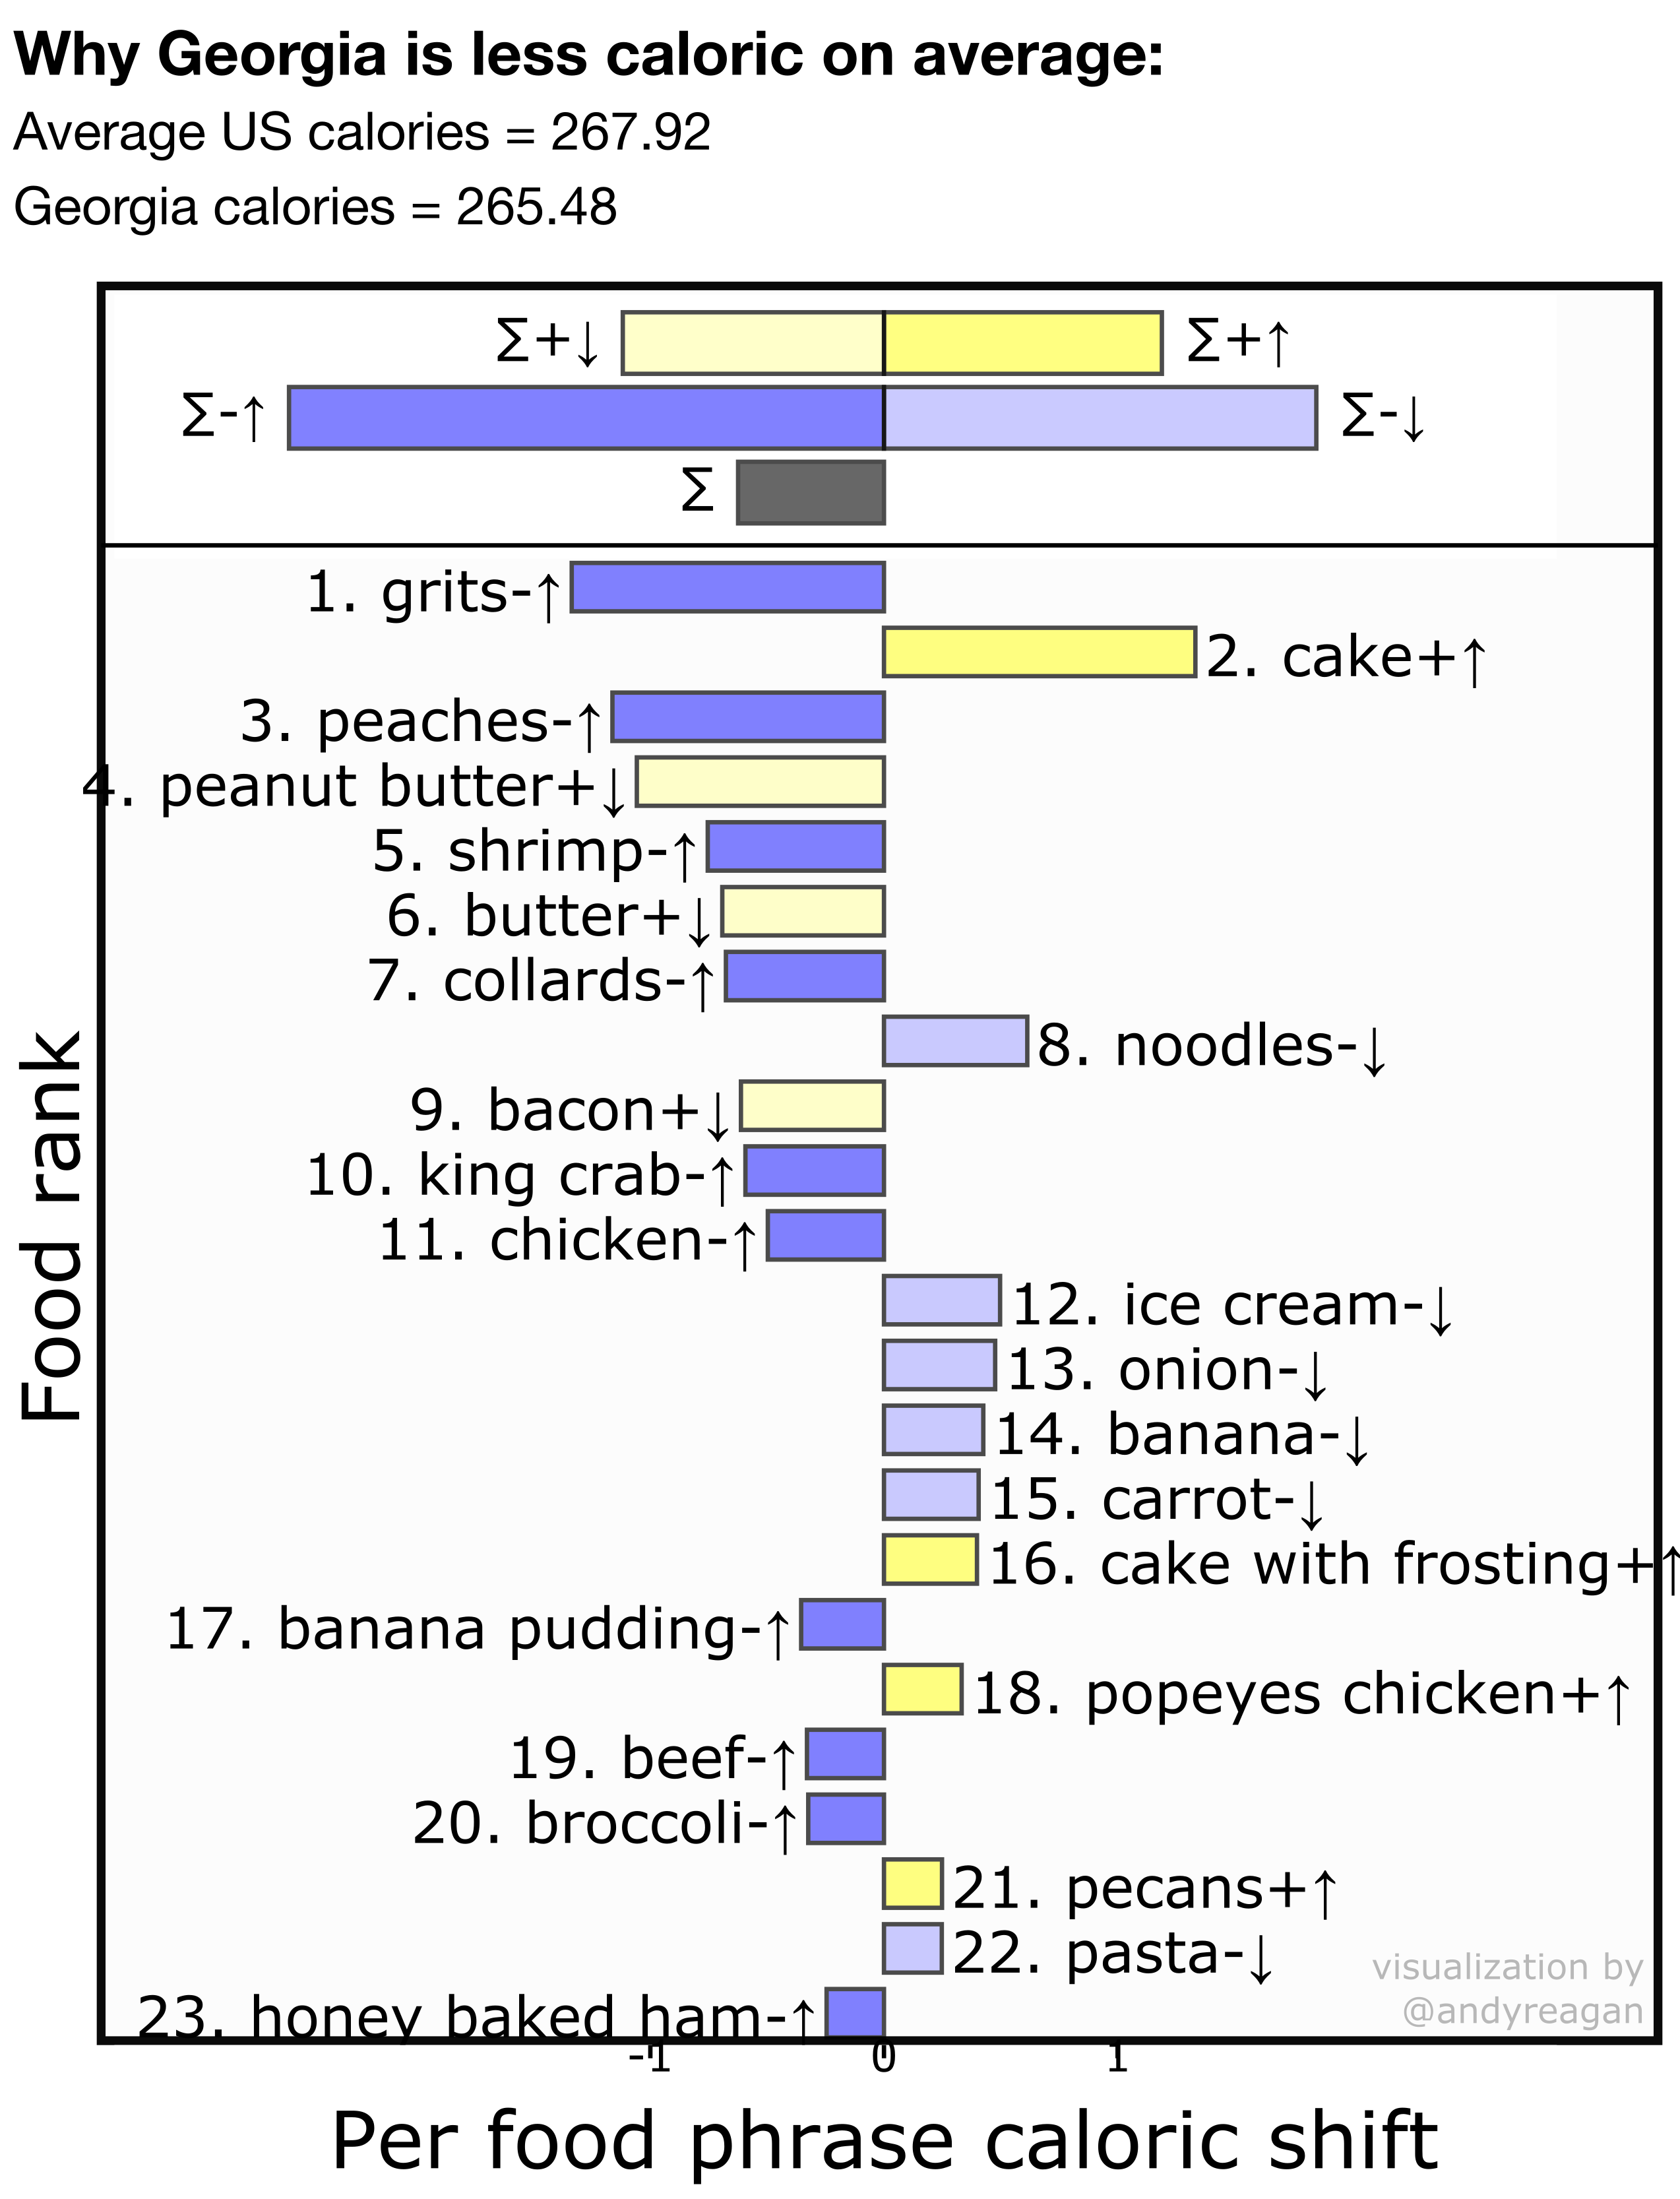 Why Georgia is less caloric on average:
Average US calories = 267.92
Georgia calories = 265.48
∑+↓
∑+↑
∑-↑
∑-↓
∑
1. grits-↑
2. cake+↑
3. peaches-↑
4. peanut butter+↓
5. shrimp-↑
6. butter+↓
7. collards-↑
8. noodles-↓
9. bacon+↓
10. king crab-↑
11. chicken-↑
12. ice cream-↓
13. onion-↓
14. banana-↓
15. carrot-↓
16. cake with frosting+↑
17. banana pudding-↑
18. popeyes chicken+↑
19. beef-↑
20. broccoli-↑
21. pecans+↑
22. pasta-↓
23. honey baked ham-↑
visualization by
@andyreagan
Food rank
-1 0 1
Per food phrase caloric shift